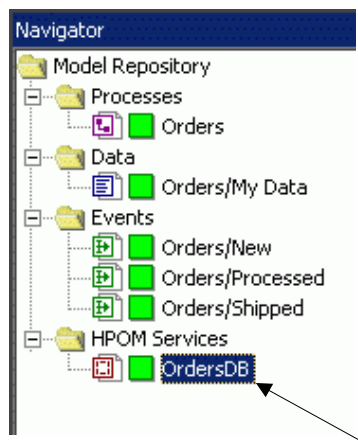 Navigator
Model Repository
Processes
Orders
Data
Orders/My Data
Events
Orders/New
Orders/Processed
Orders/Shipped
HPOM Services
OrdersDB